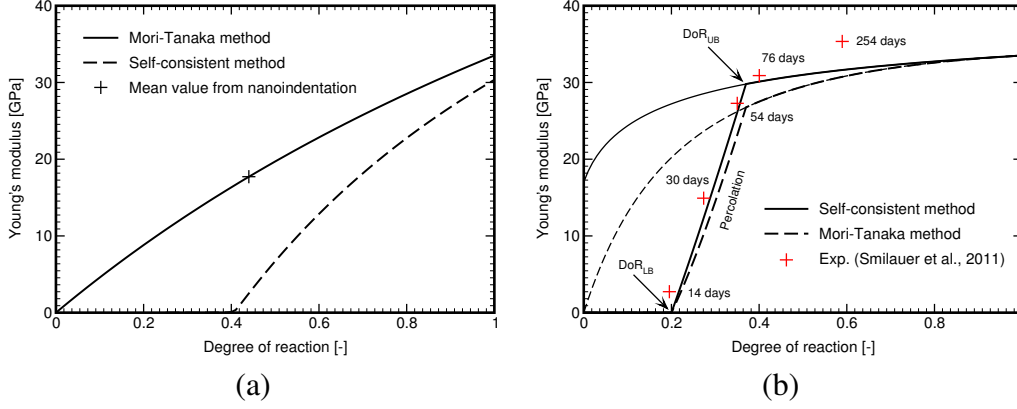 40
30
20
10
0
Young's modulus [GPa]
Mori-Tanaka method
Self-consistent method
Mean value from nanoindentation
0 0.2 0.4 0.6 0.8 1
Degree of reaction [-]
(a)
40
30
20
10
0
Young's modulus [GPa]
DoR_UB
254 days
76 days
54 days
30 days
Percolation
Self-consistent method
Mori-Tanaka method
Exp. (Smilauer et al., 2011)
DoR_LB
14 days
0 0.2 0.4 0.6 0.8
Degree of reaction [-]
(b)